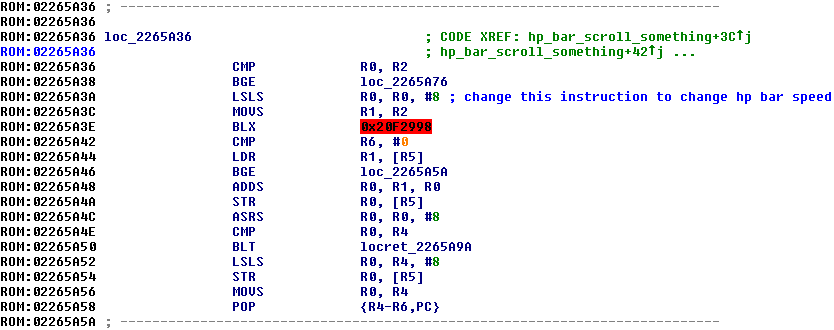 ROM:02265A36 ; ---------------------------------------------------------------------------
ROM:02265A36
ROM:02265A36 loc_2265A36 ; CODE XREF: hp_bar_scroll_something+3C↑j
ROM:02265A36 ; hp_bar_scroll_something+42↑j ...
ROM:02265A36 CMP R0, R2
ROM:02265A38 BGE loc_2265A76
ROM:02265A3A LSLS R0, R0, #8 ; change this instruction to change hp bar speed
ROM:02265A3C MOVS R1, R2
ROM:02265A3E BLX 0x20F2998
ROM:02265A42 CMP R6, #0
ROM:02265A44 LDR R1, [R5]
ROM:02265A46 BGE loc_2265A5A
ROM:02265A48 ADDS R0, R1, R0
ROM:02265A4A STR R0, [R5]
ROM:02265A4C ASRS R0, R0, #8
ROM:02265A4E CMP R0, R4
ROM:02265A50 BLT locret_2265A9A
ROM:02265A52 LSLS R0, R4, #8
ROM:02265A54 STR R0, [R5]
ROM:02265A56 MOVS R0, R4
ROM:02265A58 POP {R4-R6,PC}
ROM:02265A5A ; ---------------------------------------------------------------------------